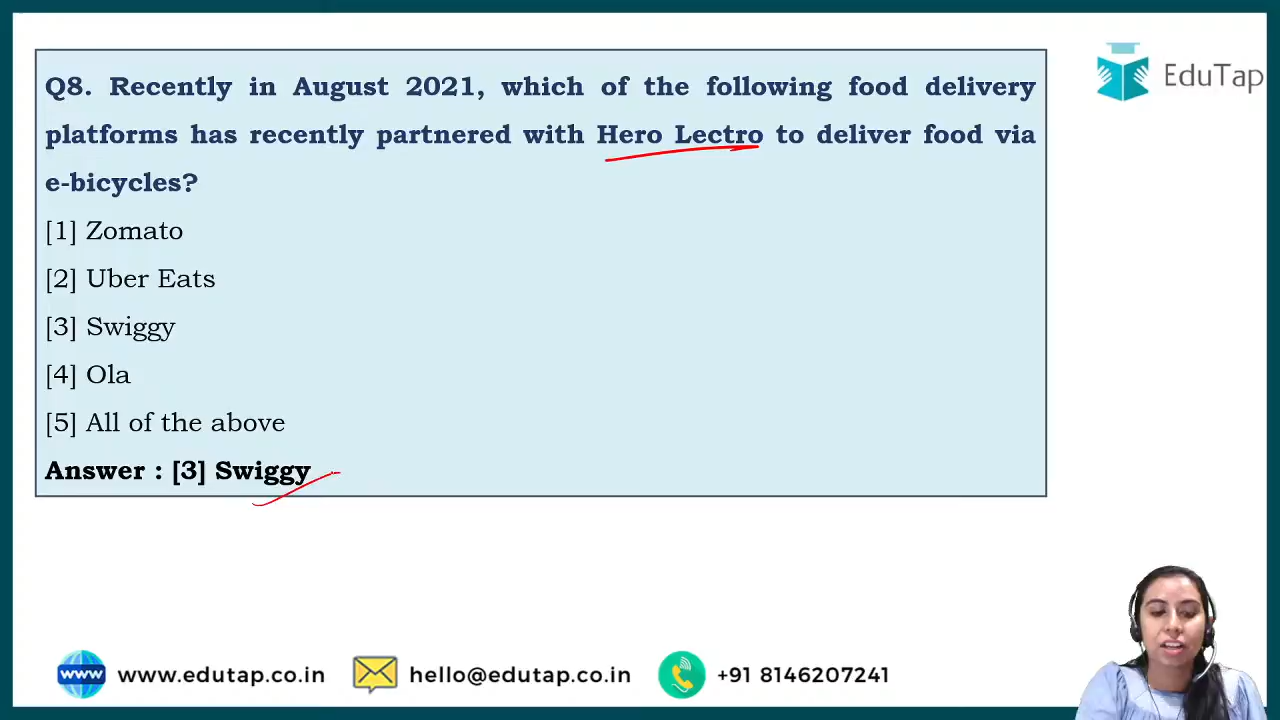 Q8. Recently in August 2021, which of the following food delivery
platforms has recently partnered with Hero Lectro to deliver food via
e-bicycles?
[1] Zomato
[2] Uber Eats
[3] Swiggy
[4] Ola
[5] All of the above
Answer : [3] Swiggy
EduTap
www
www.edutap.co.in
hello@edutap.co.in
+91 8146207241